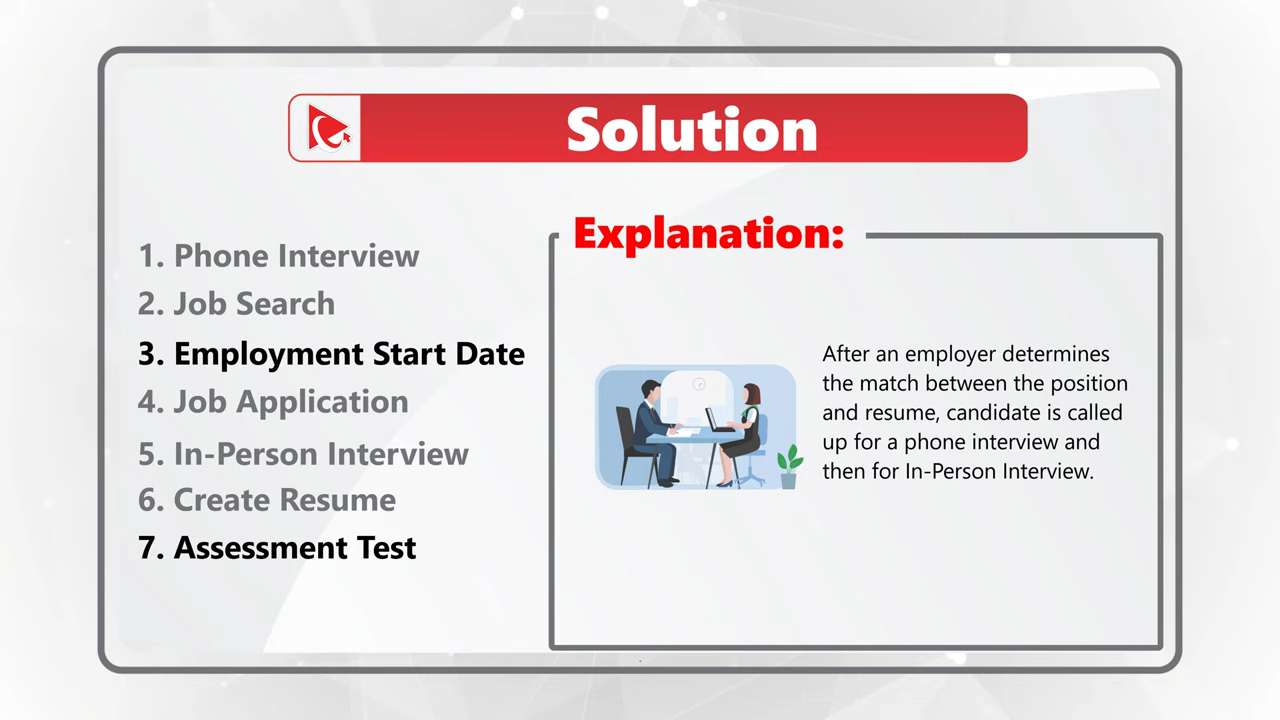 Solution
1. Phone Interview
2. Job Search
3. Employment Start Date
4. Job Application
5. In-Person Interview
6. Create Resume
7. Assessment Test
Explanation:
After an employer determines
the match between the position
and resume, candidate is called
up for a phone interview and
then for In-Person Interview.